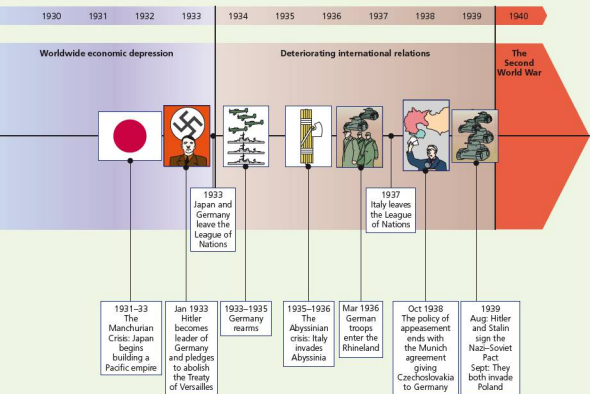 1930 1931 1932 1933 1934 1935 1936 1937 1938 1939 1940
Worldwide economic depression
Deteriorating international relations
The
Second
World War
1933
Japan and
Germany
leave the
League of
Nations
1937
Italy leaves
the League
of Nations
1931–33
The
Manchurian
Crisis: Japan
begins
building a
Pacific empire
Jan 1933
Hitler
becomes
leader of
Germany
and pledges
to abolish
the Treaty
of Versailles
1933–1935
Germany
rearms
1935–1936
The
Abyssinian
crisis: Italy
invades
Abyssinia
Mar 1936
German
troops
enter the
Rhineland
Oct 1938
The policy of
appeasement
ends with
the Munich
agreement
giving
Czechoslovakia
to Germany
1939
Aug: Hitler
and Stalin
sign the
Nazi–Soviet
Pact
Sept: They
both invade
Poland